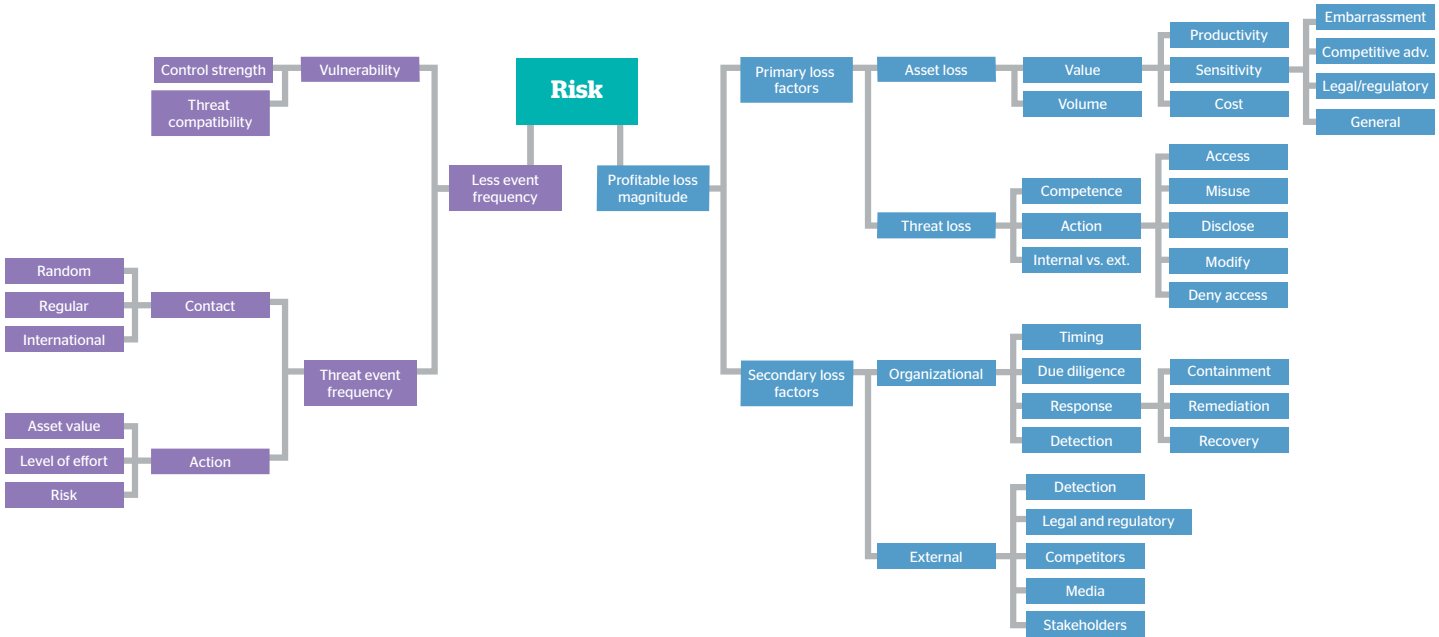 Risk
Less event
frequency
Vulnerability
Control strength
Threat
compatibility
Threat event
frequency
Contact
Random
Regular
International
Action
Asset value
Level of effort
Risk
Profitable loss
magnitude
Primary loss
factors
Asset loss
Value
Productivity
Sensitivity
Embarrassment
Competitive adv.
Legal/regulatory
General
Cost
Volume
Threat loss
Competence
Action
Access
Misuse
Disclose
Modify
Deny access
Internal vs. ext.
Secondary loss
factors
Organizational
Timing
Due diligence
Response
Containment
Remediation
Recovery
Detection
External
Detection
Legal and regulatory
Competitors
Media
Stakeholders